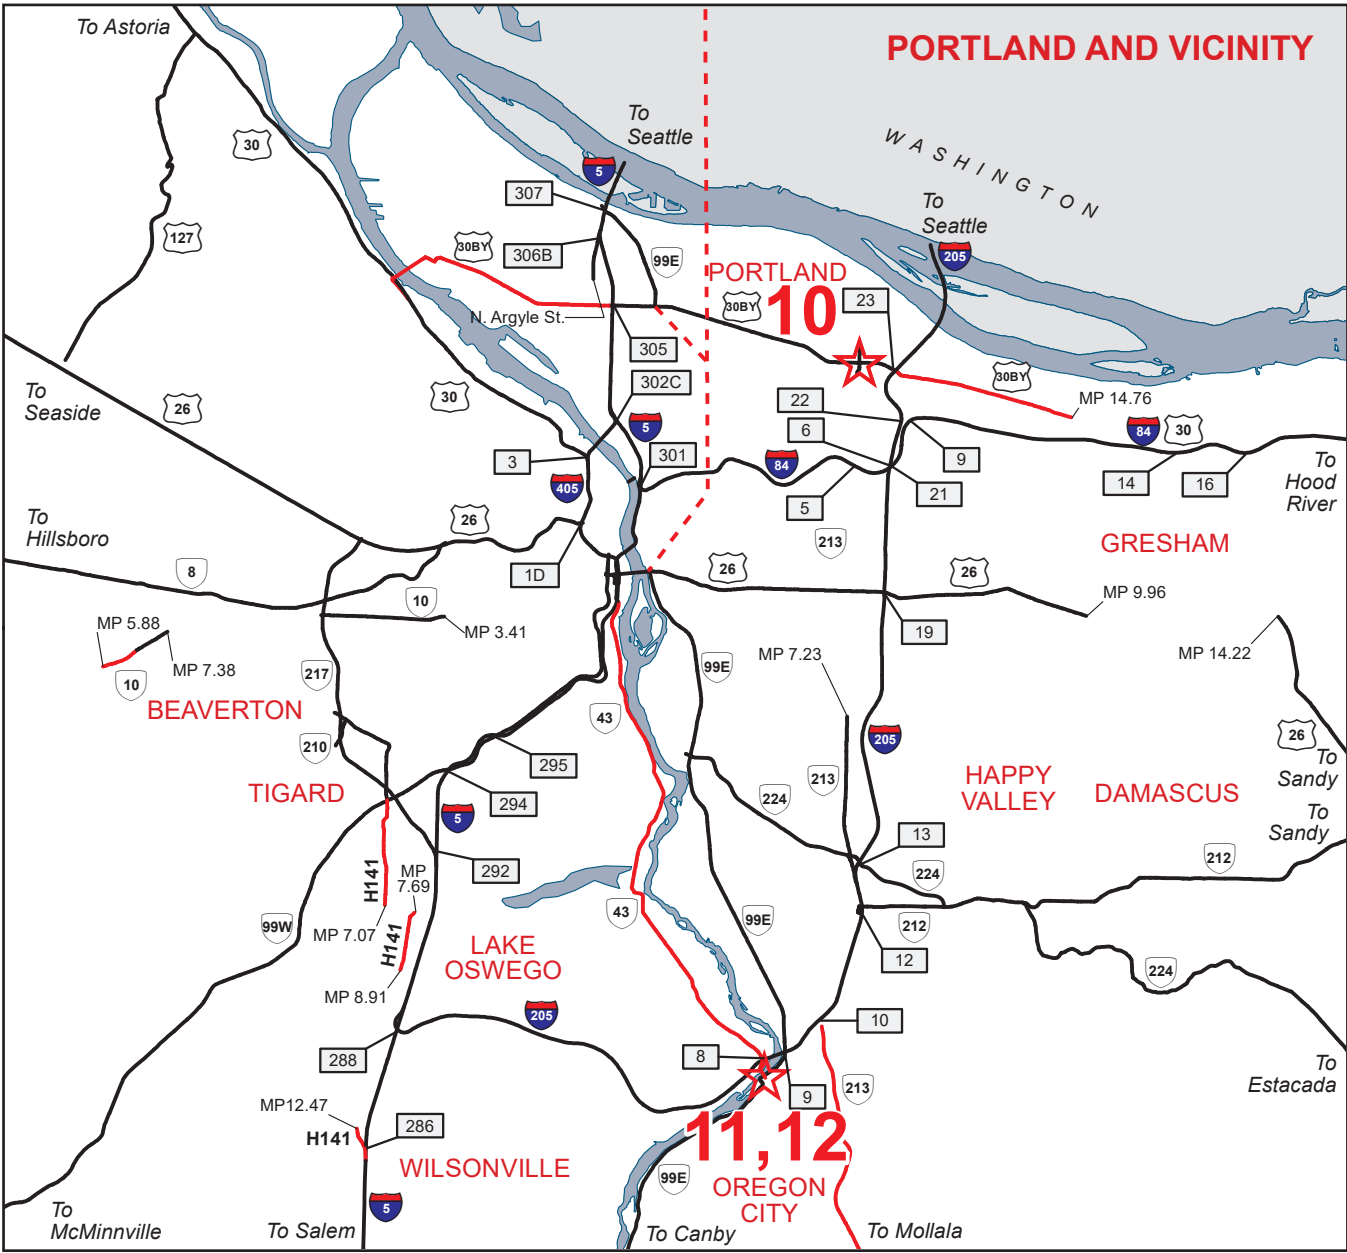 To Astoria
PORTLAND AND VICINITY
To
Seattle
WASHINGTON
30
5
307
To
Seattle
127
30BY
306B
99E
205
PORTLAND
30BY
10
23
N. Argyle St.
305
302C
30BY
MP 14.76
To
Seaside
26
30
22
5
6
84
30
3
301
84
9
405
14
16
To
Hood
River
5
21
To
Hillsboro
26
213
GRESHAM
8
1D
26
26
10
MP 9.96
MP 5.88
MP 3.41
19
MP 7.38
99E
MP 7.23
MP 14.22
10
217
BEAVERTON
43
210
205
26
295
To
Sandy
TIGARD
213
HAPPY
VALLEY
DAMASCUS
294
224
5
To
Sandy
13
292
212
H141
MP
7.69
224
99W
43
99E
212
MP 7.07
H141
LAKE
OSWEGO
12
224
MP 8.91
205
10
288
8
To
Estacada
9
213
MP12.47
286
H141
11,12
WILSONVILLE
99E
OREGON
CITY
5
To
McMinnville
To Salem
To Canby
To Mollala